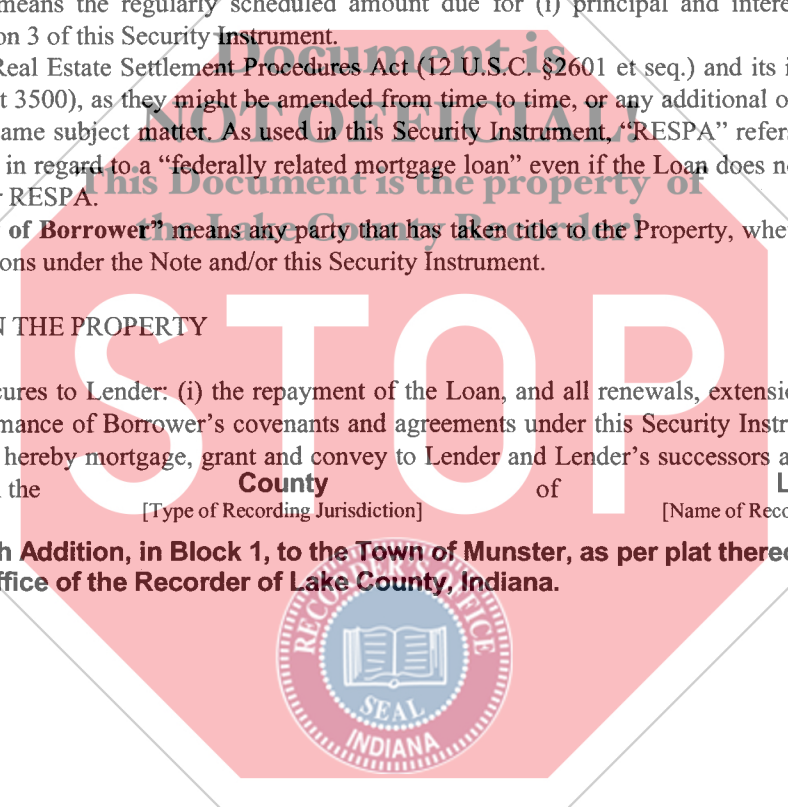 means the regularly scheduled amount due for (i) principal and intere
on 3 of this Security Instrument.
Document is
Real Estate Settlement Procedures Act (12 U.S.C. §2601 et seq.) and its i
t 3500), as they might be amended from time to time, or any additional o
NOT OFFICIAL!
ame subject matter. As used in this Security Instrument, “RESPA” refers
in regard to a “federally related mortgage loan” even if the Loan does n
This Document is the property of
r RESPA.
of Borrower” means any party that has taken title to the Property, whe
the Lake County Recorder!
ons under the Note and/or this Security Instrument.
N THE PROPERTY
STOP
cures to Lender: (i) the repayment of the Loan, and all renewals, extensi
mance of Borrower’s covenants and agreements under this Security Instr
hereby mortgage, grant and convey to Lender and Lender’s successors a
the County of L
[Type of Recording Jurisdiction] [Name of Reco
h Addition, in Block 1, to the Town of Munster, as per plat thereo
ffice of the Recorder of Lake County, Indiana.
RECORDER'S OFFICE
SEAL
INDIANA